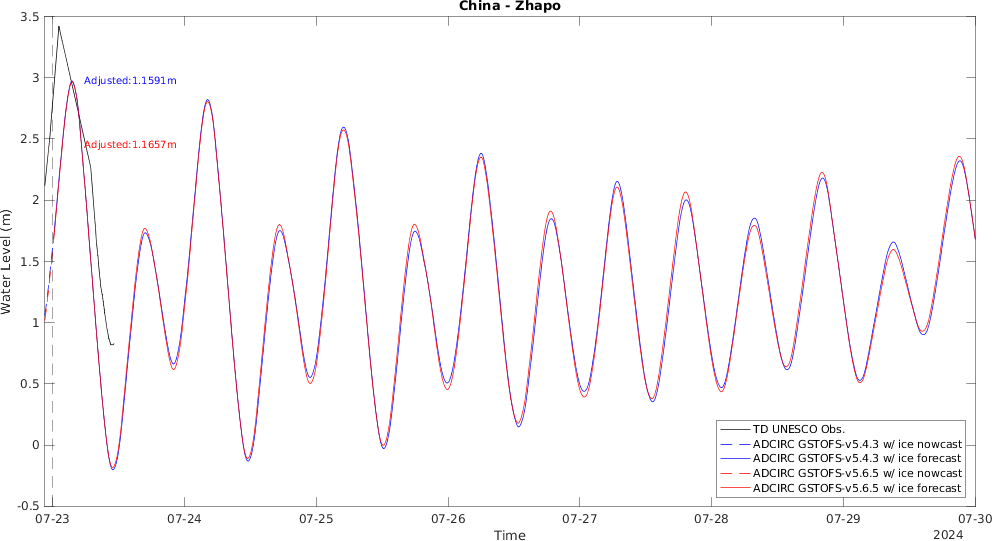 China - Zhapo
3.5
3
2.5
2
1.5
1
0.5
0
-0.5
Water Level (m)
Adjusted:1.1591m
Adjusted:1.1657m
TD UNESCO Obs.
ADCIRC GSTOFS-v5.4.3 w/ ice nowcast
ADCIRC GSTOFS-v5.4.3 w/ ice forecast
ADCIRC GSTOFS-v5.6.5 w/ ice nowcast
ADCIRC GSTOFS-v5.6.5 w/ ice forecast
07-23 07-24 07-25 07-26 07-27 07-28 07-29 07-30
Time
2024